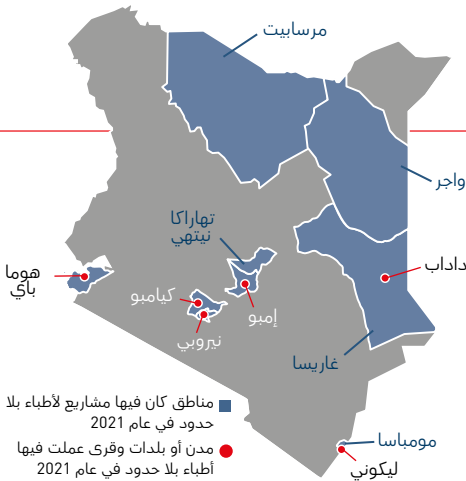 مرسابيت
واجر
تهاراكا
نيتهي
داداب
هوما
باي
كيامبو
إمبو
نيروبي
غاريسا
مناطق كان فيها مشاريع لأطباء بلا
حدود في عام 2021
مدن أو بلدات وقرى عملت فيها
أطباء بلا حدود في عام 2021
مومباسا
ليكوني